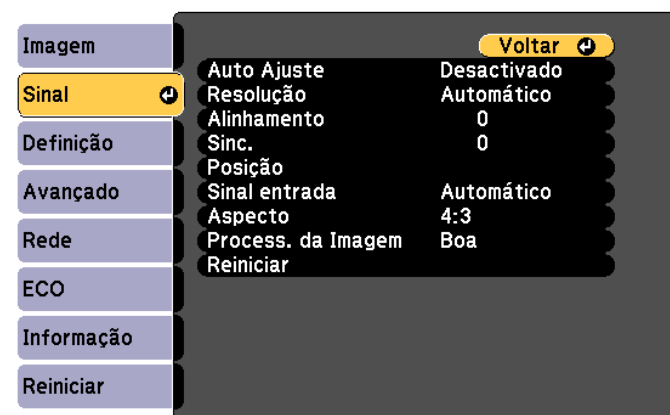 Imagem
Sinal
Definição
Avançado
Rede
ECO
Informação
Reiniciar
Voltar
Auto Ajuste Desactivado
Resolução Automático
Alinhamento 0
Sinc. 0
Posição
Sinal entrada Automático
Aspecto 4:3
Process. da Imagem Boa
Reiniciar